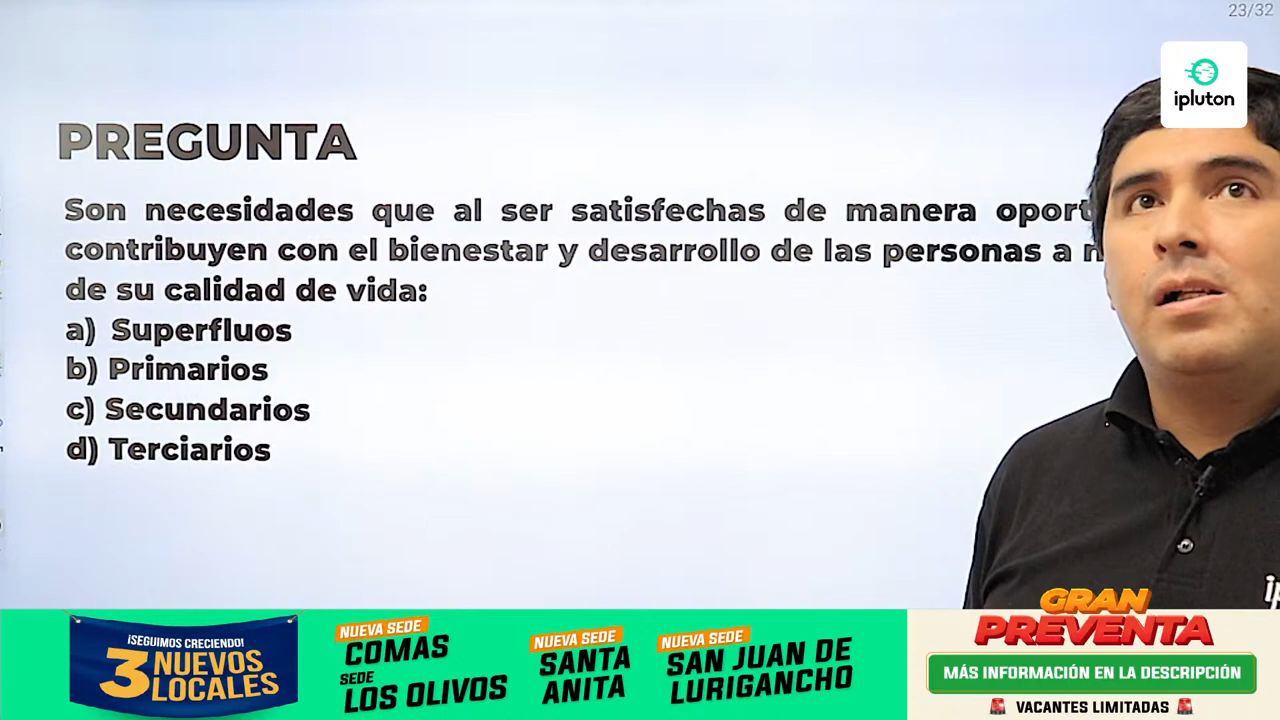 23/32
ipluton
PREGUNTA
Son necesidades que al ser satisfechas de manera
contribuyen con el bienestar y desarrollo de las personas a
de su calidad de vida:
a) Superfluos
b) Primarios
c) Secundarios
d) Terciarios
¡SEGUIMOS CRECIENDO!
3 NUEVOS
LOCALES
NUEVA SEDE
COMAS
SEDE
LOS OLIVOS
NUEVA SEDE
SANTA
ANITA
NUEVA SEDE
SAN JUAN DE
LURIGANCHO
GRAN
PREVENTA
MÁS INFORMACIÓN EN LA DESCRIPCIÓN
VACANTES LIMITADAS